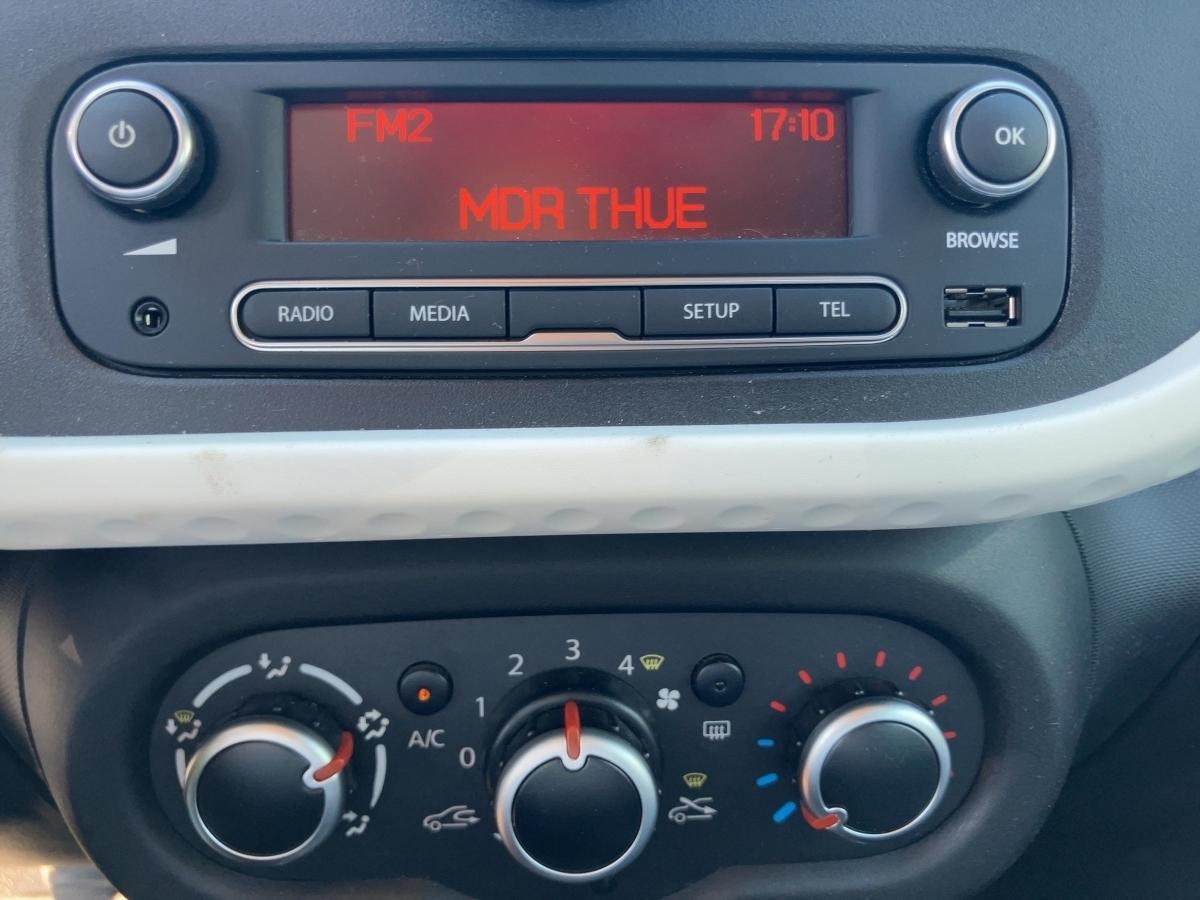 FM2 17:10
MDR THUE
OK
BROWSE
RADIO MEDIA SETUP TEL
0 1 2 3 4
A/C